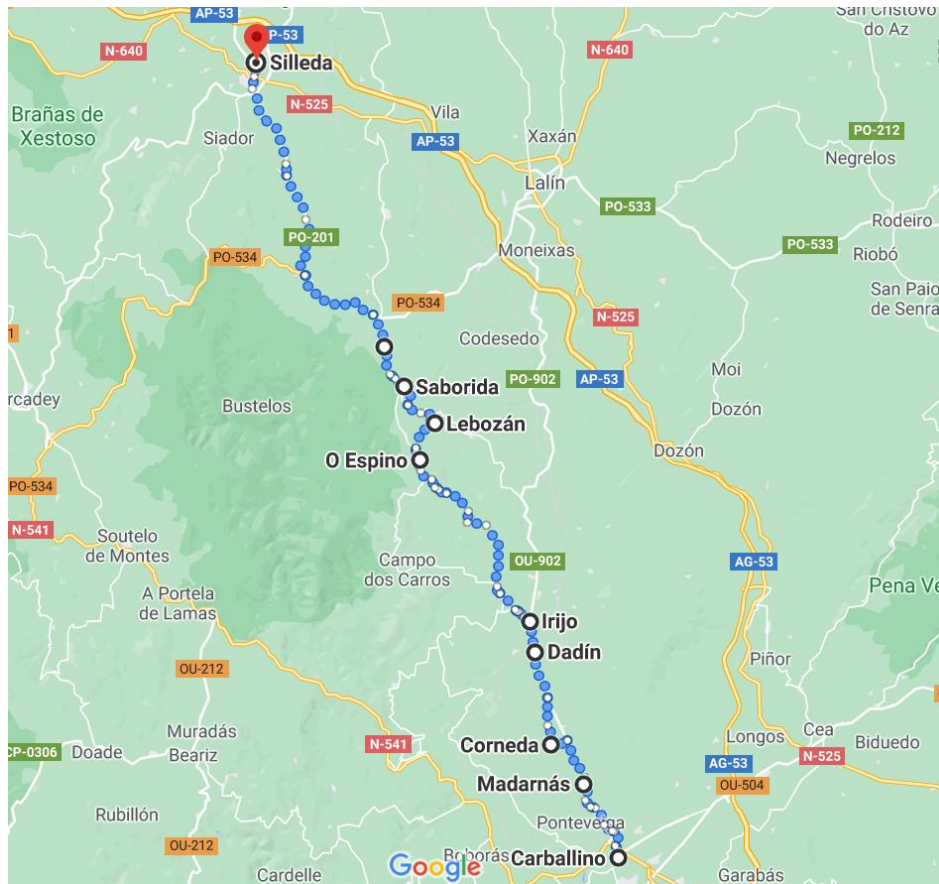 AP-53
AP-53
San Cristovo
do Az
N-640
N-640
Silleda
N-525
Brañas de
Xestoso
Vila
Siador
AP-53
Xaxán
PO-212
Negrelos
Lalín
PO-533
Rodeiro
PO-201
PO-533
Moneixas
Riobó
PO-534
San Paio
de Senra
PO-534
N-525
Codesedo
Moi
Saborida
PO-902
AP-53
rcadey
Bustelos
Dozón
Lebozán
O Espino
Dozón
PO-534
N-541
Soutelo
de Montes
Campo
dos Carros
OU-902
AG-53
Pena Ve
A Portela
de Lamas
Irijo
Dadín
Piñor
OU-212
Muradás
Longos
Cea
CP-0306
Doade
Beariz
N-541
Corneda
Biduedo
N-525
AG-53
Madarnás
OU-504
Rubillón
Ponteveiga
OU-212
Boborás
Carballino
Google
Cardelle
Garabás